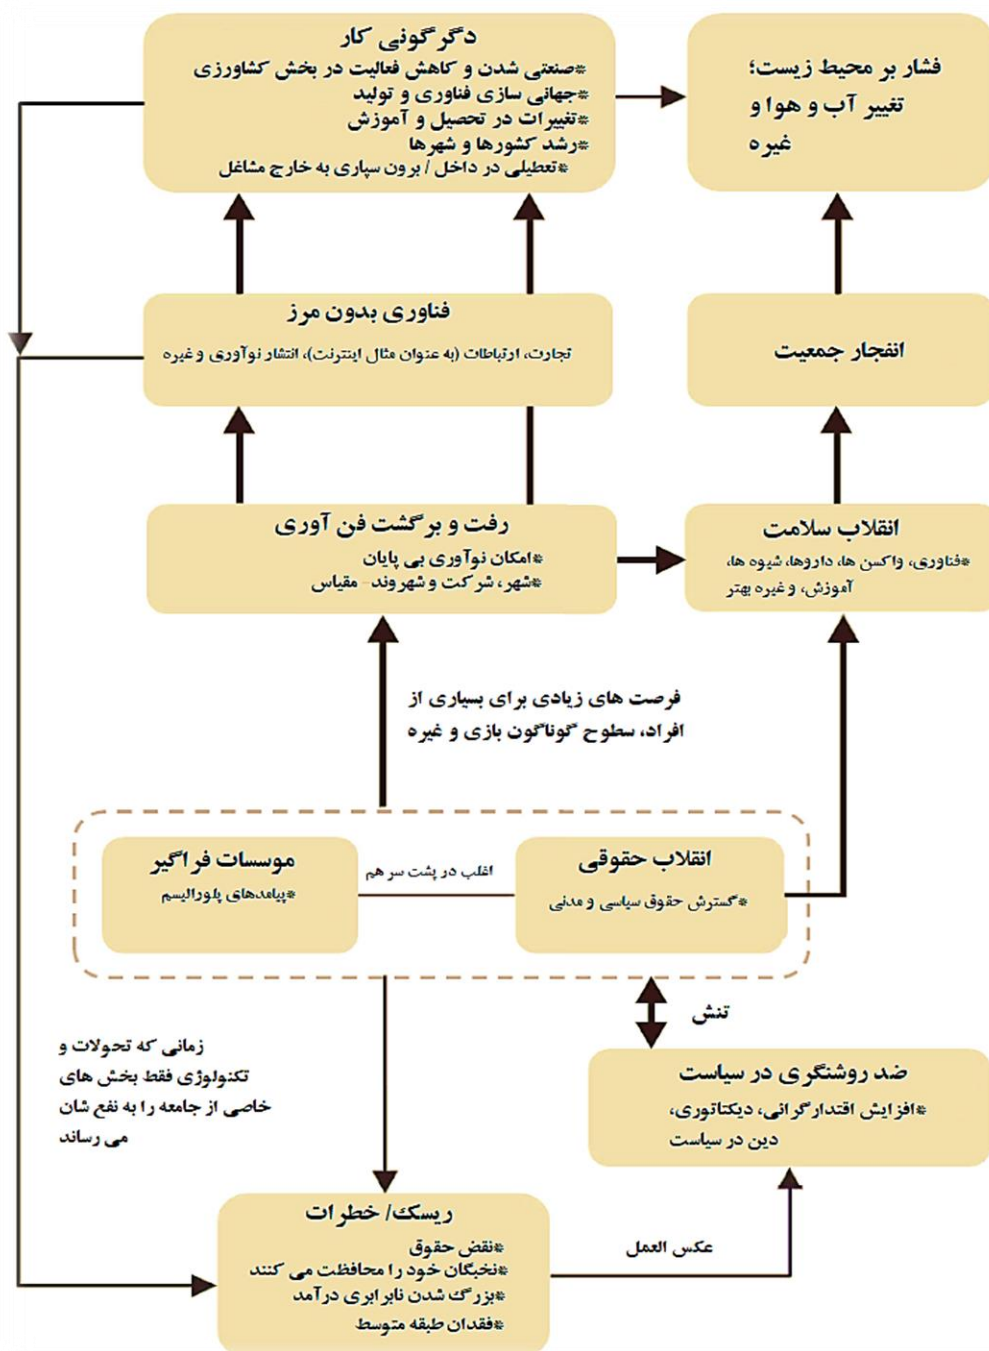 دگرگونی کار
*صنعتی شدن و کاهش فعالیت در بخش کشاورزی
*جهانی سازی فناوری و تولید
*تغییرات در تحصیل و آموزش
*رشد کشورها و شهرها
*تعطیلی در داخل / برون سپاری به خارج مشاغل
فشار بر محیط زیست؛
تغییر آب و هوا و
غیره
فناوری بدون مرز
تجارت، ارتباطات (به عنوان مثال اینترنت)، انتشار نوآوری و غیره
انفجار جمعیت
رفت و برگشت فن آوری
*امکان نوآوری بی پایان
*شهر، شرکت و شهروند- مقیاس
انقلاب سلامت
*فناوری، واکسن ها، داروها، شیوه ها،
آموزش، و غیره بهتر
فرصت های زیادی برای بسیاری از
افراد، سطوح گوناگون بازی و غیره
انقلاب حقوقی
*گسترش حقوق سیاسی و مدنی
اغلب در پشت سر هم
موسسات فراگیر
*پیامدهای پلورالیسم
تنش
زمانی که تحولات و
تکنولوژی فقط بخش های
خاصی از جامعه را به نفع شان
می رساند
ضد روشنگری در سیاست
*افزایش اقتدارگرائی، دیکتاتوری،
دین در سیاست
ریسک/ خطرات
*نقض حقوق
*نخبگان خود را محافظت می کنند
*بزرگ شدن نابرابری درآمد
*فقدان طبقه متوسط
عکس العمل